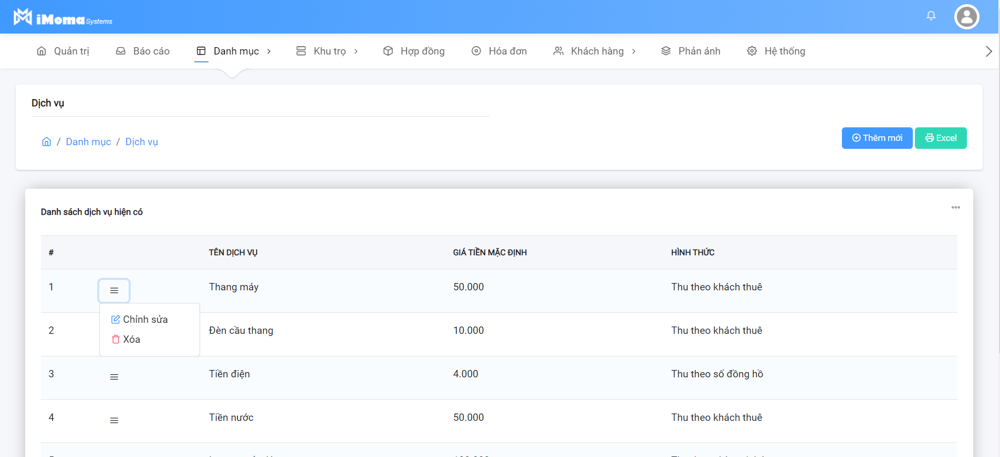 iMoma Systems
Quản trị Báo cáo Danh mục Khu trọ Hợp đồng Hóa đơn Khách hàng Phản ánh Hệ thống
Dịch vụ
/ Danh mục / Dịch vụ
Thêm mới Excel
Danh sách dịch vụ hiện có
# TÊN DỊCH VỤ GIÁ TIỀN MẶC ĐỊNH HÌNH THỨC
1 Thang máy 50.000 Thu theo khách thuê
Chỉnh sửa
2 Đèn cầu thang 10.000 Thu theo khách thuê
Xóa
3 Tiền điện 4.000 Thu theo số đồng hồ
4 Tiền nước 50.000 Thu theo khách thuê